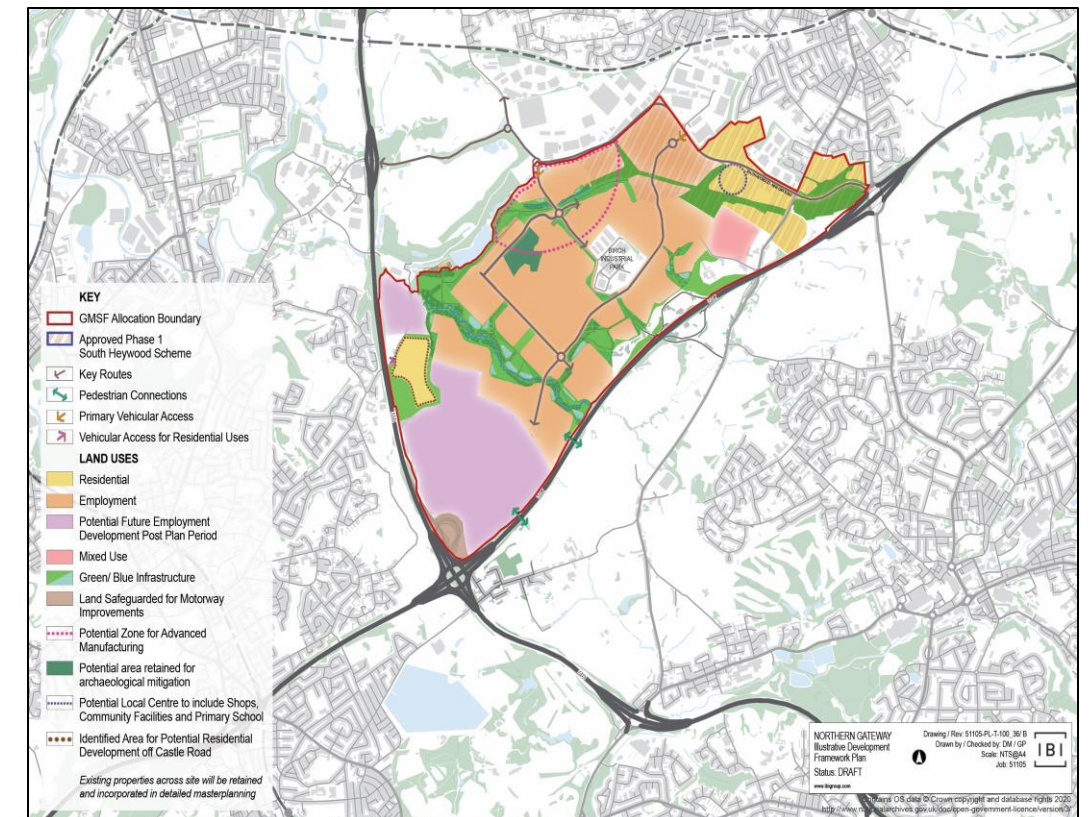 BIRCH
INDUSTRIAL
PARK
KEY
GMSF Allocation Boundary
Approved Phase 1
South Heywood Scheme
Key Routes
Pedestrian Connections
Primary Vehicular Access
Vehicular Access for Residential Uses
LAND USES
Residential
Employment
Potential Future Employment
Development Post Plan Period
Mixed Use
Green/ Blue Infrastructure
Land Safeguarded for Motorway
Improvements
Potential Zone for Advanced
Manufacturing
Potential area retained for
archaeological mitigation
Potential Local Centre to include Shops,
Community Facilities and Primary School
Identified Area for Potential Residential
Development off Castle Road
Existing properties across site will be retained
and incorporated in detailed masterplanning
NORTHERN GATEWAY
Illustrative Development
Framework Plan
Status: DRAFT
www.ibigroup.com
Drawing / Rev: 51105-PL-T-100_36/ B
Drawn by / Checked by: DM / GP
Scale: NTS@A4
Job: 51105
IBI
Contains OS data © Crown copyright and database rights 2020